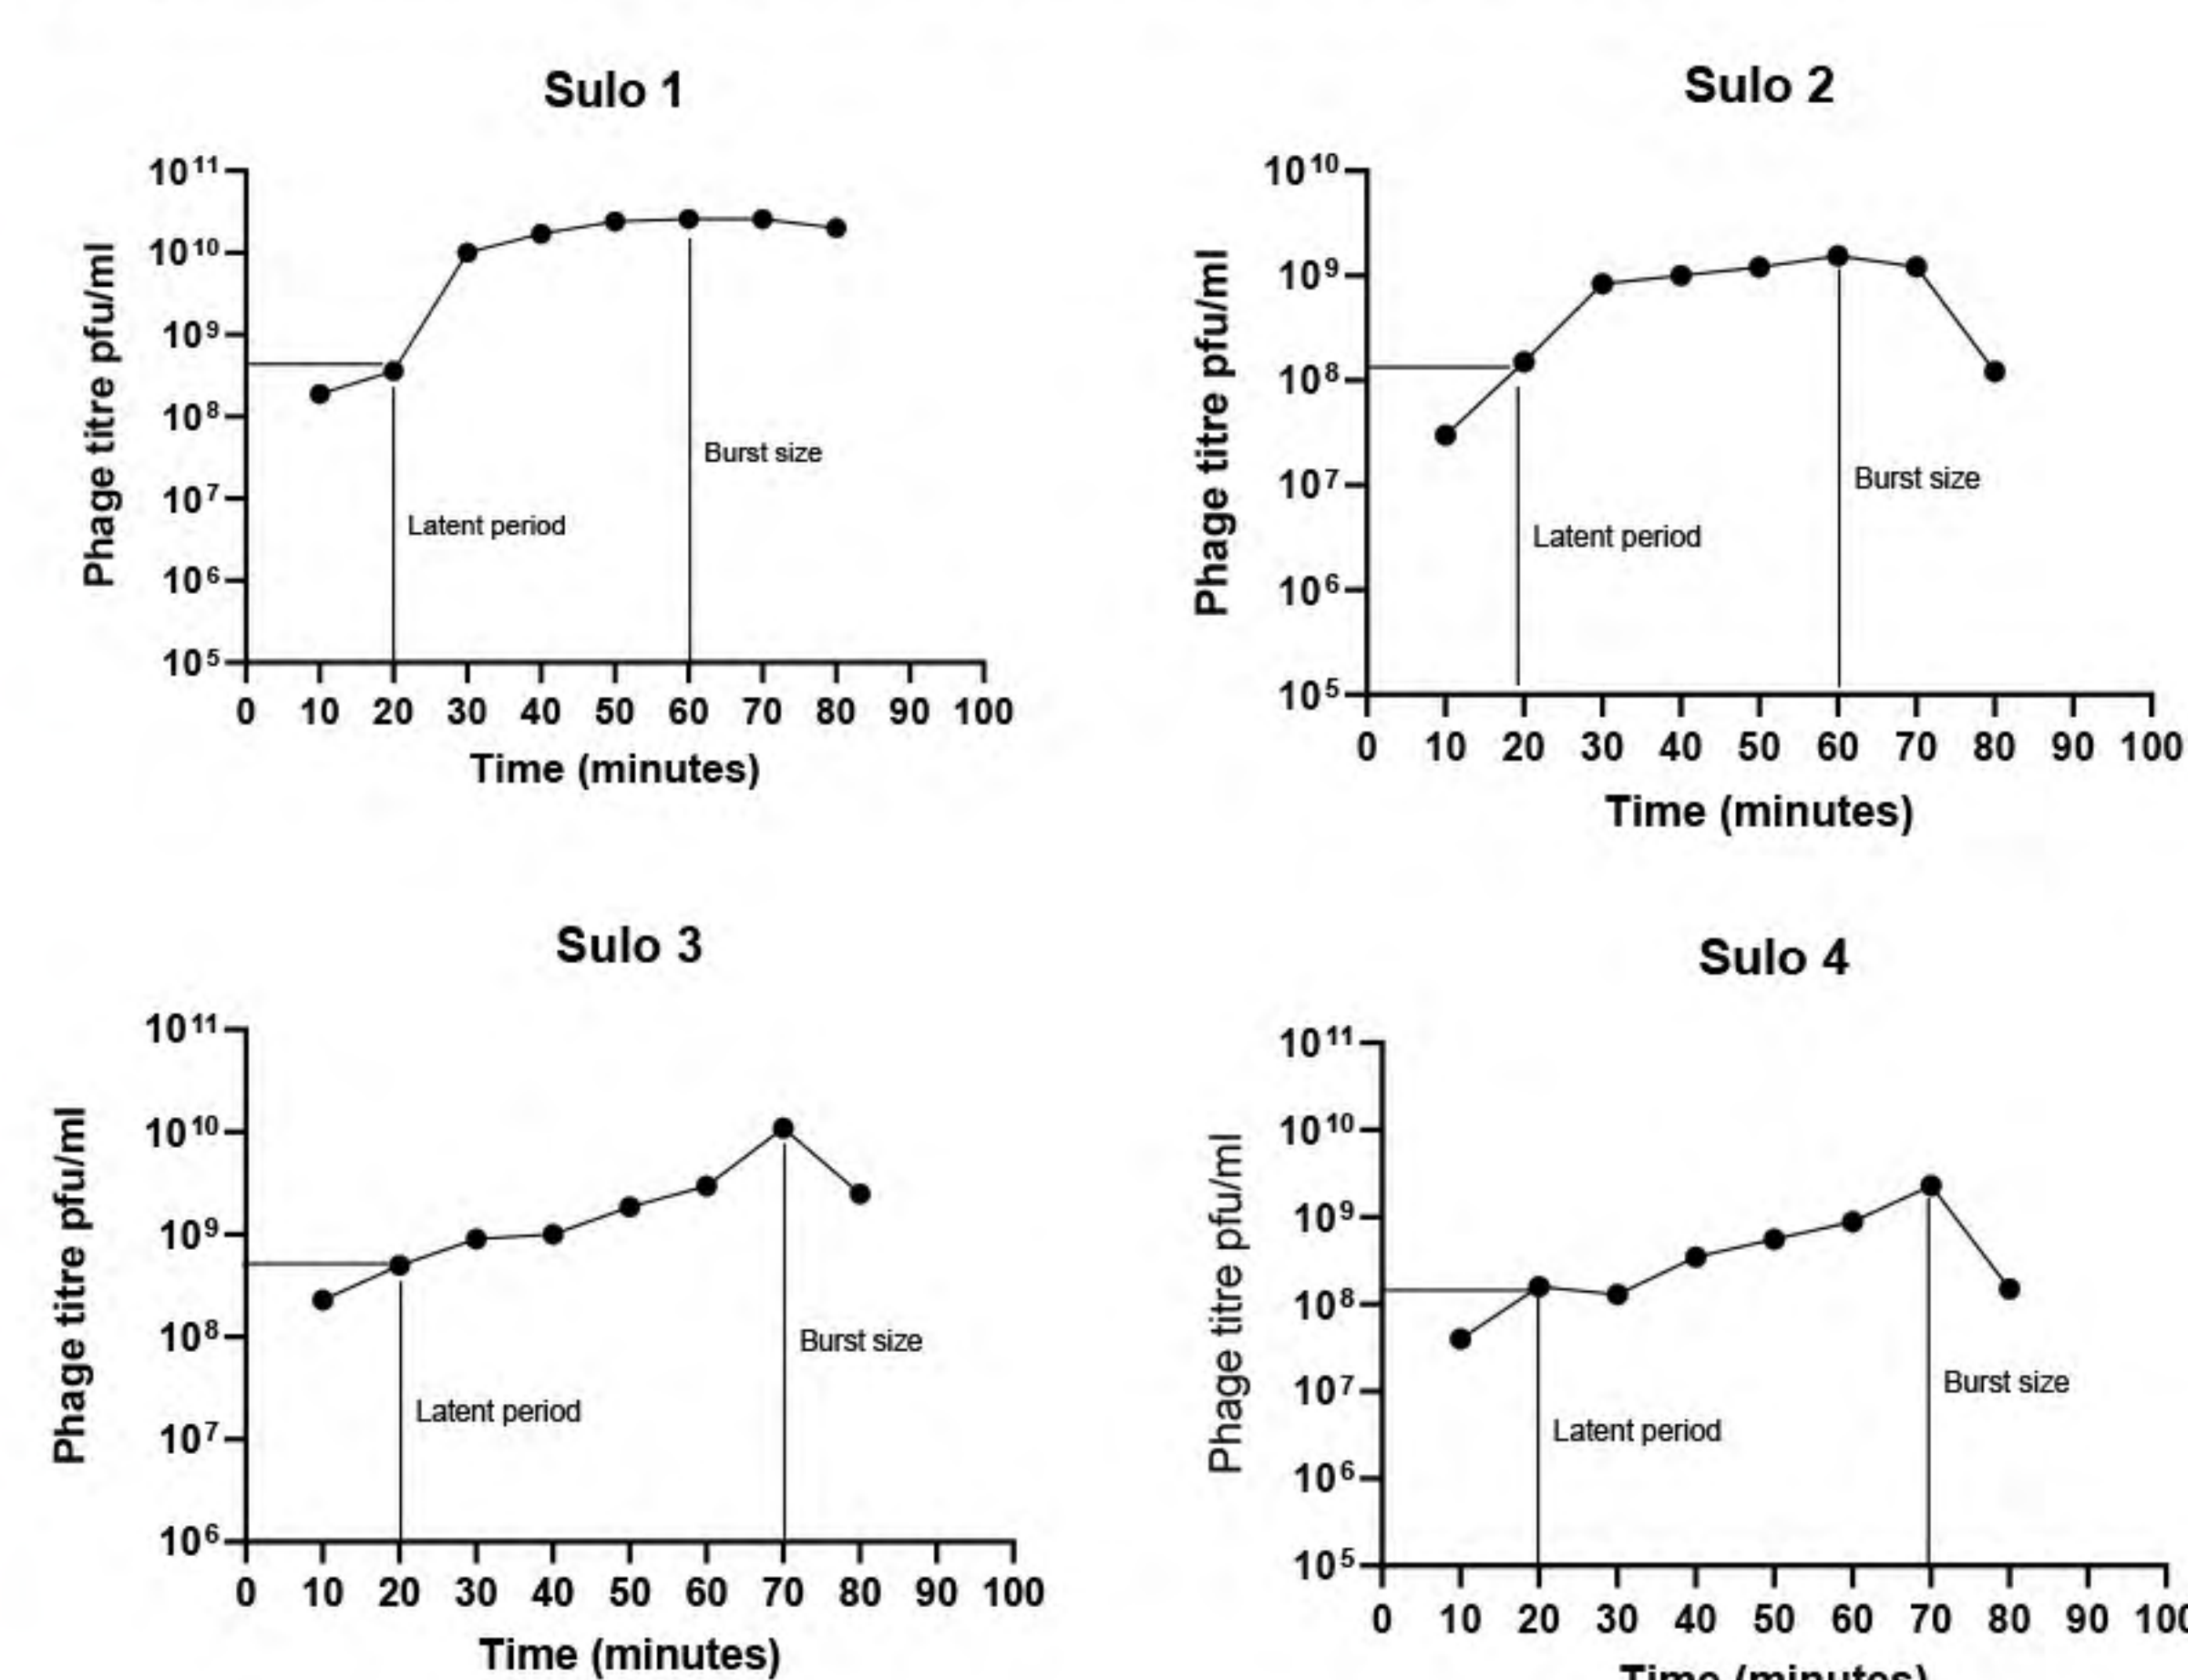 Sulo 1
Phage titre pfu/ml
10¹¹
10¹⁰
10⁹
10⁸
10⁷
10⁶
10⁵
Burst size
Latent period
0 10 20 30 40 50 60 70 80 90 100
Time (minutes)
Sulo 2
Phage titre pfu/ml
10¹⁰
10⁹
10⁸
10⁷
10⁶
10⁵
Burst size
Latent period
0 10 20 30 40 50 60 70 80 90 100
Time (minutes)
Sulo 3
Phage titre pfu/ml
10¹¹
10¹⁰
10⁹
10⁸
10⁷
10⁶
Burst size
Latent period
0 10 20 30 40 50 60 70 80 90 100
Time (minutes)
Sulo 4
Phage titre pfu/ml
10¹¹
10¹⁰
10⁹
10⁸
10⁷
10⁶
10⁵
Burst size
Latent period
0 10 20 30 40 50 60 70 80 90 100
Time (minutes)